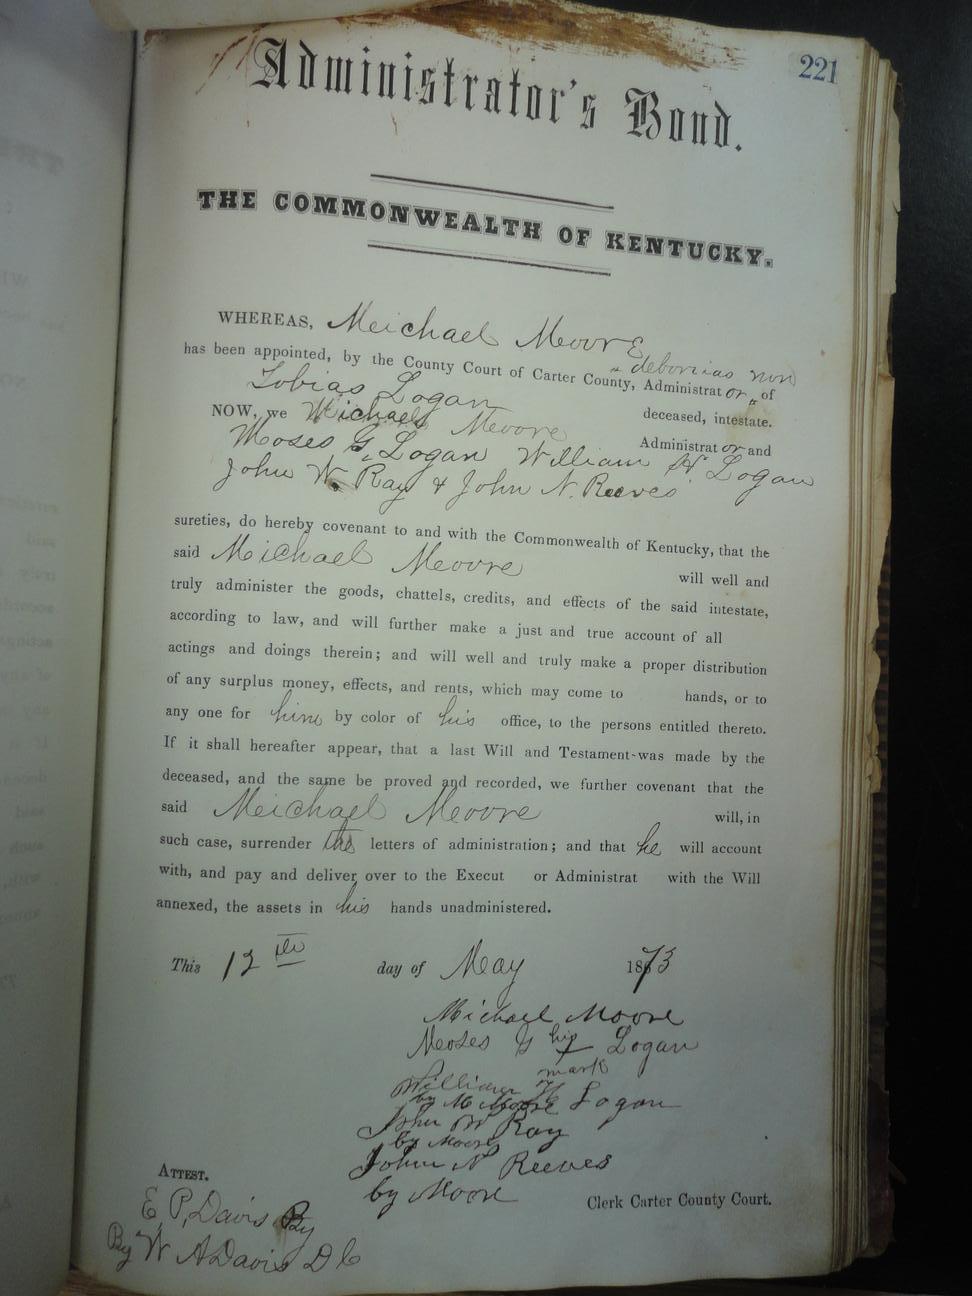 221
Administrator's Bond.
THE COMMONWEALTH OF KENTUCKY.
WHEREAS, Meichael Moore
debonias non
has been appointed, by the County Court of Carter County, Administrator of
Tobias Logan deceased, intestate.
NOW, we Michael Moore Administrator and
Moses G. Logan William H. Logan
John W. Ray & John N. Reeves
sureties, do hereby covenant to and with the Commonwealth of Kentucky, that the
said Michael Moore will well and
truly administer the goods, chattels, credits, and effects of the said intestate,
according to law, and will further make a just and true account of all
actings and doings therein; and will well and truly make a proper distribution
of any surplus money, effects, and rents, which may come to hands, or to
any one for him by color of his office, to the persons entitled thereto.
If it shall hereafter appear, that a last Will and Testament was made by the
deceased, and the same be proved and recorded, we further covenant that the
said Meichael Moore will, in
such case, surrender the letters of administration; and that he will account
with, and pay and deliver over to the Execut or Administrat with the Will
annexed, the assets in his hands unadministered.
This 12th day of May 1873
Michael Moore
Moses G his Logan
mark
William H Logan
by M Moore
John W Ray
by Moore
John N Reeves
by Moore
ATTEST.
Clerk Carter County Court.
E. P. Davis By
By W A Davis D C